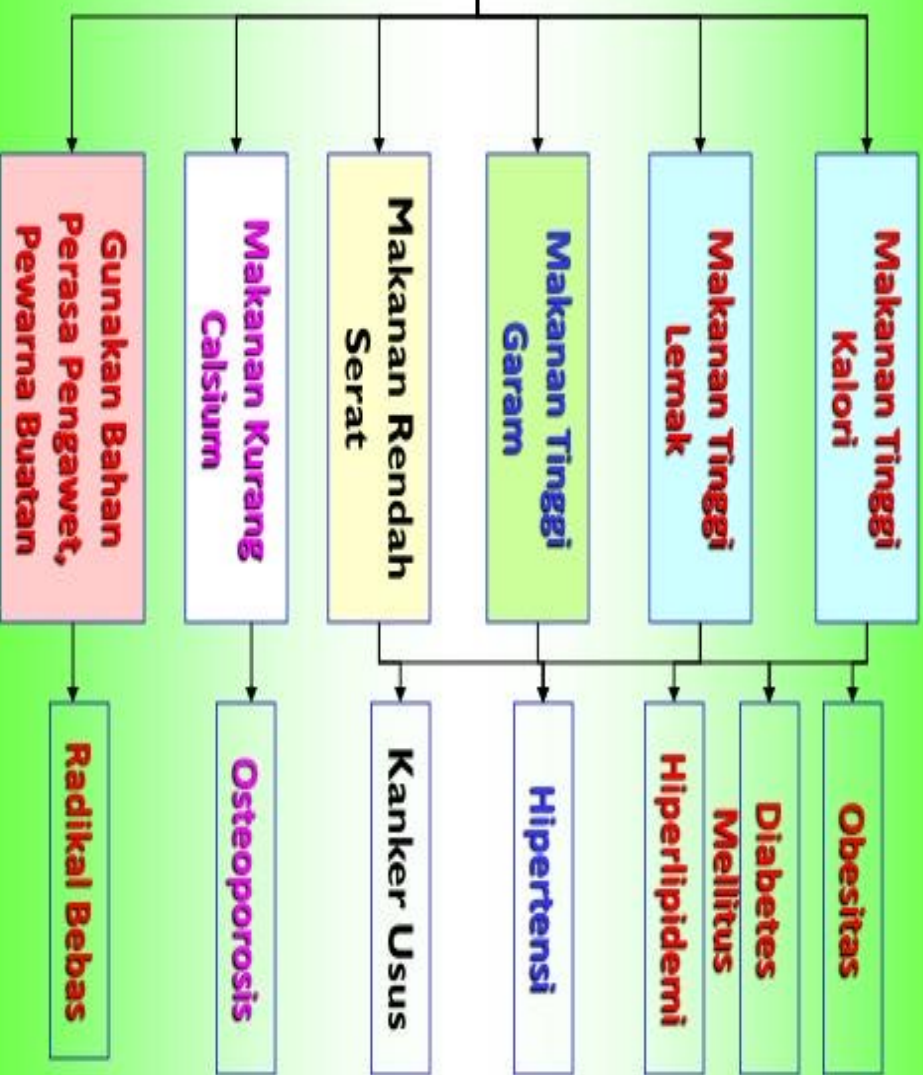 Makanan Tinggi
Kalori
Makanan Tinggi
Lemak
Makanan Tinggi
Garam
Makanan Rendah
Serat
Makanan Kurang
Calsium
Gunakan Bahan
Perasa Pengawet,
Pewarna Buatan
Obesitas
Diabetes
Mellitus
Hiperlipidemi
Hipertensi
Kanker Usus
Osteoporosis
Radikal Bebas